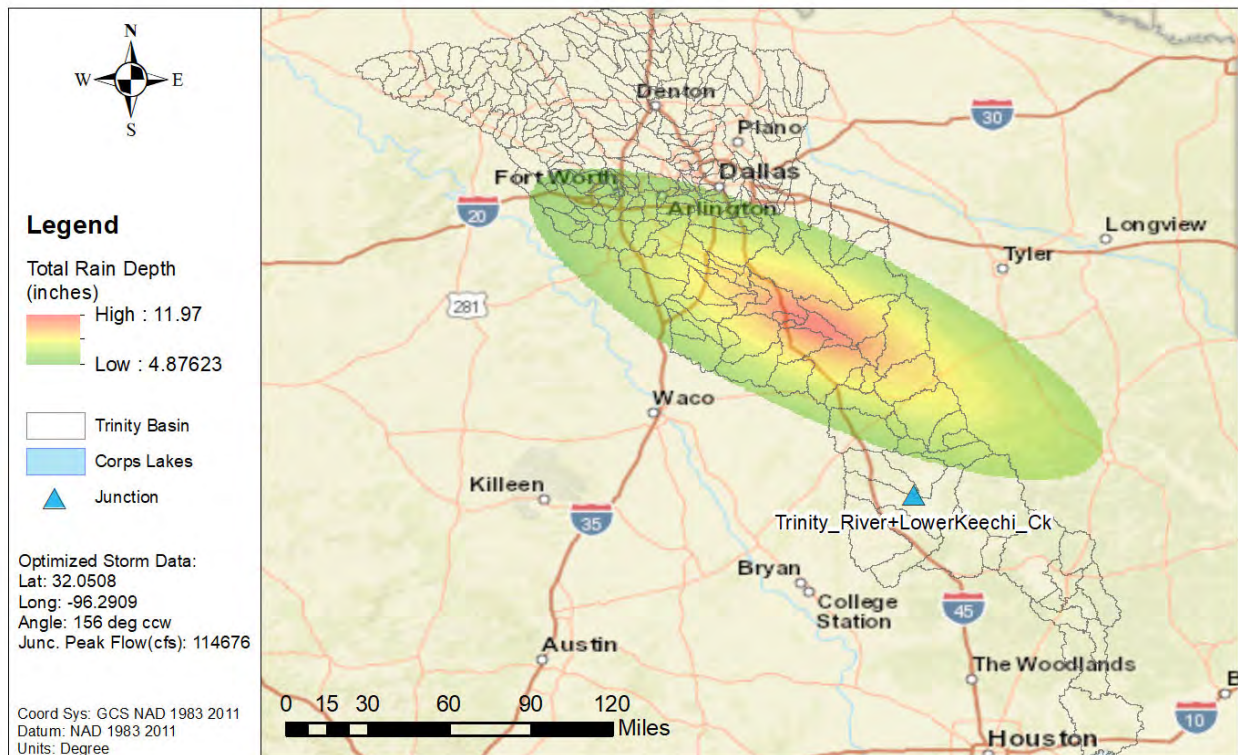 N
W
E
S
Legend
Total Rain Depth
(inches)
High : 11.97
Low : 4.87623
Trinity Basin
Corps Lakes
Junction
Optimized Storm Data:
Lat: 32.0508
Long: -96.2909
Angle: 156 deg ccw
Junc. Peak Flow(cfs): 114676
Coord Sys: GCS NAD 1983 2011
Datum: NAD 1983 2011
Units: Degree
Denton
30
Plano
Fort Worth
Dallas
20
Arlington
Longview
Tyler
281
Waco
Killeen
35
Trinity_River+LowerKeechi_Ck
Bryan
College
Station
45
Austin
The Woodlands
B
0 15 30 60 90 120
Miles
10
Houston